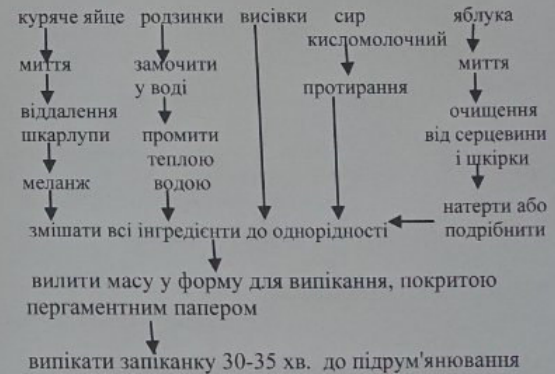 куряче яйце родзинки висівки сир яблука
кисломолочний
миття замочити миття
у воді протирання
віддалення очищення
шкарлупи промити від серцевини
теплою і шкірки
меланж водою
натерти або
змішати всі інгредієнти до однорідності подрібнити
вилити масу у форму для випікання, покритою
пергаментним папером
випікати запіканку 30-35 хв. до підрум'янювання